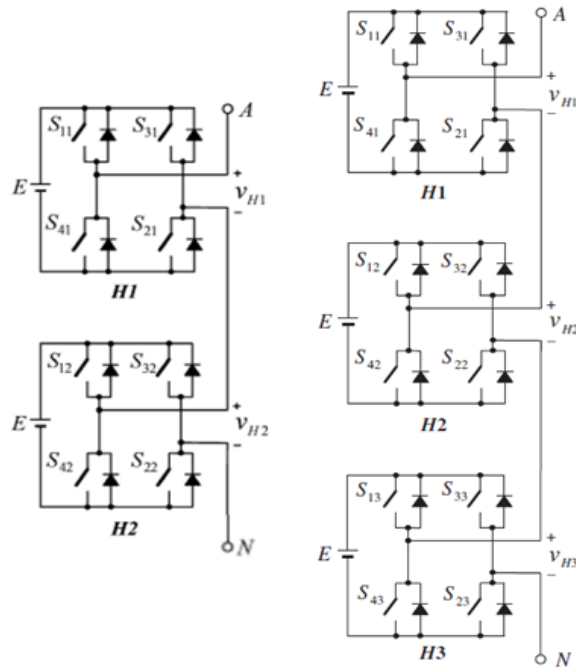 S11 S31 A
E + vH1 −
S41 S21
H1
S12 S32
E + vH2 −
S42 S22
H2
N
S11 S31 A
E + vH1 −
S41 S21
H1
S12 S32
E + vH2 −
S42 S22
H2
S13 S33
E + vH3 −
S43 S23
H3
N